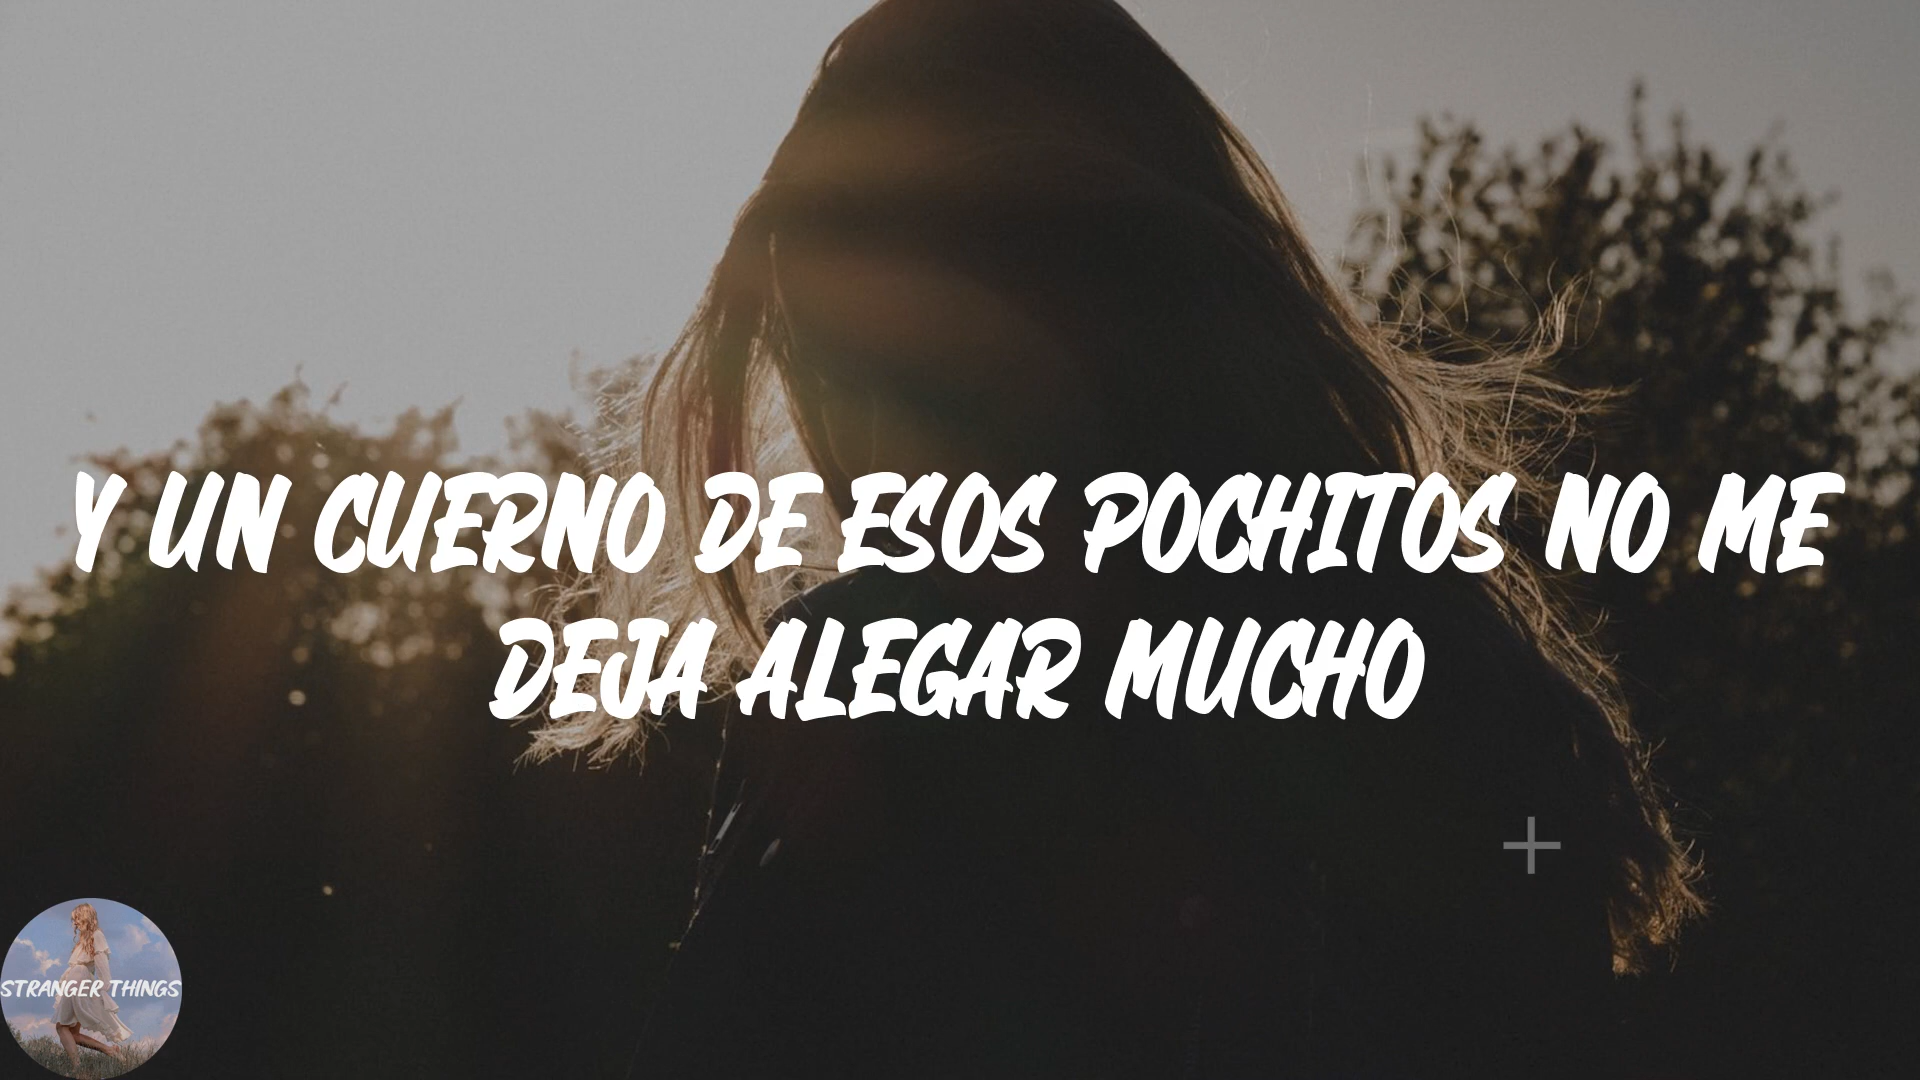 Y UN CUERNO DE ESOS POCHITOS NO ME
DEJA ALEGAR MUCHO
STRANGER THINGS